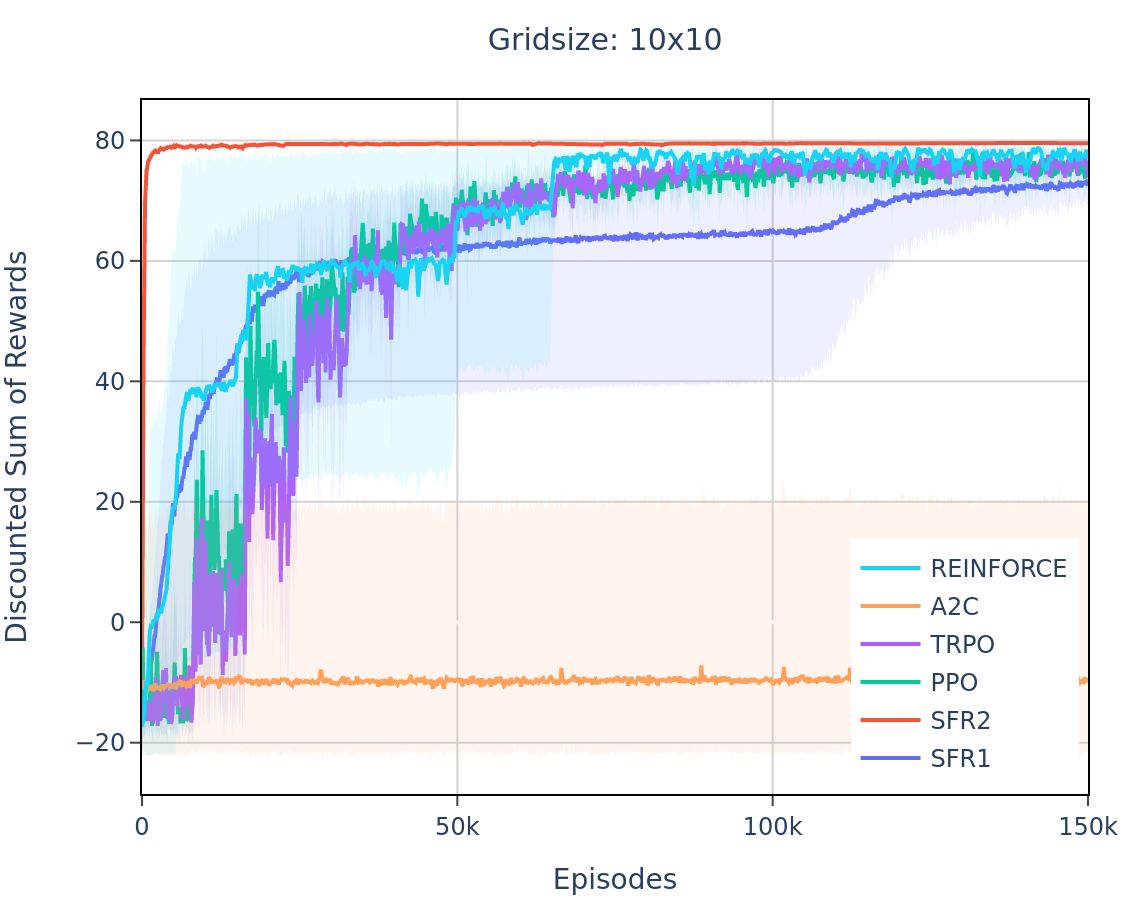 Gridsize: 10x10
Discounted Sum of Rewards
80
60
40
20
0
−20
0
50k
100k
150k
Episodes
REINFORCE
A2C
TRPO
PPO
SFR2
SFR1